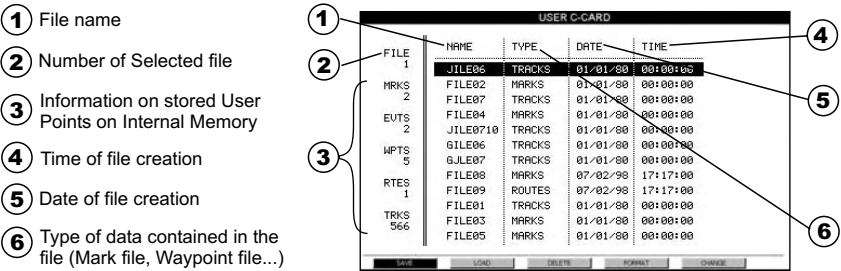 1 File name
2 Number of Selected file
3 Information on stored User
Points on Internal Memory
4 Time of file creation
5 Date of file creation
6 Type of data contained in the
file (Mark file, Waypoint file...)
1
2
3
4
5
6
USER C-CARD
FILE
1
MRKS
2
EVTS
2
WPTS
5
RTES
1
TRKS
566
NAME TYPE DATE TIME
JILE06 TRACKS 01/01/80 00:00:06
FILE02 MARKS 01/01/80 00:00:00
FILE07 TRACKS 01/01/80 00:00:00
FILE04 MARKS 01/01/80 00:00:00
JILE0710 TRACKS 01/01/80 00:00:00
GILE06 TRACKS 01/01/80 00:00:00
GJLE07 TRACKS 01/01/80 00:00:00
FILE08 MARKS 07/02/98 17:17:00
FILE09 ROUTES 07/02/98 17:17:00
FILE01 TRACKS 01/01/80 00:00:00
FILE03 MARKS 01/01/80 00:00:00
FILE05 MARKS 01/01/80 00:00:00
SAVE LOAD DELETE FORMAT CHANGE